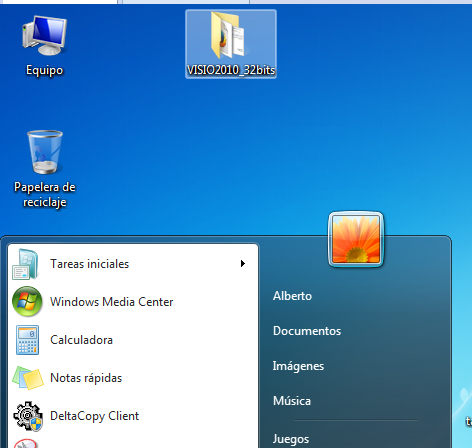 Equipo
VISIO2010_32bits
Papelera de
reciclaje
Tareas iniciales
Windows Media Center
Calculadora
Notas rápidas
DeltaCopy Client
Alberto
Documentos
Imágenes
Música
Juegos